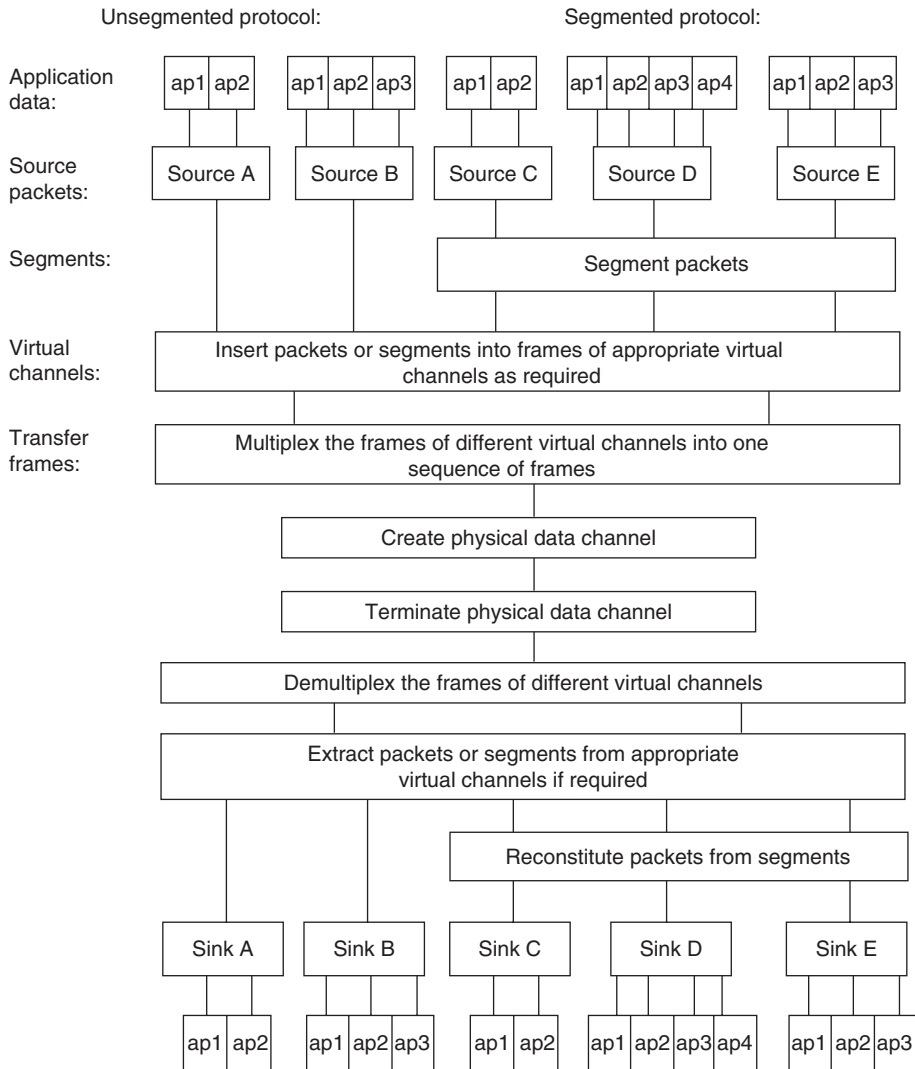 Unsegmented protocol: Segmented protocol:
Application
data:
ap1 ap2 ap1 ap2 ap3 ap1 ap2 ap1 ap2 ap3 ap4 ap1 ap2 ap3
Source
packets:
Source A Source B Source C Source D Source E
Segments:
Segment packets
Virtual
channels:
Insert packets or segments into frames of appropriate virtual
channels as required
Transfer
frames:
Multiplex the frames of different virtual channels into one
sequence of frames
Create physical data channel
Terminate physical data channel
Demultiplex the frames of different virtual channels
Extract packets or segments from appropriate
virtual channels if required
Reconstitute packets from segments
Sink A Sink B Sink C Sink D Sink E
ap1 ap2 ap1 ap2 ap3 ap1 ap2 ap1 ap2 ap3 ap4 ap1 ap2 ap3